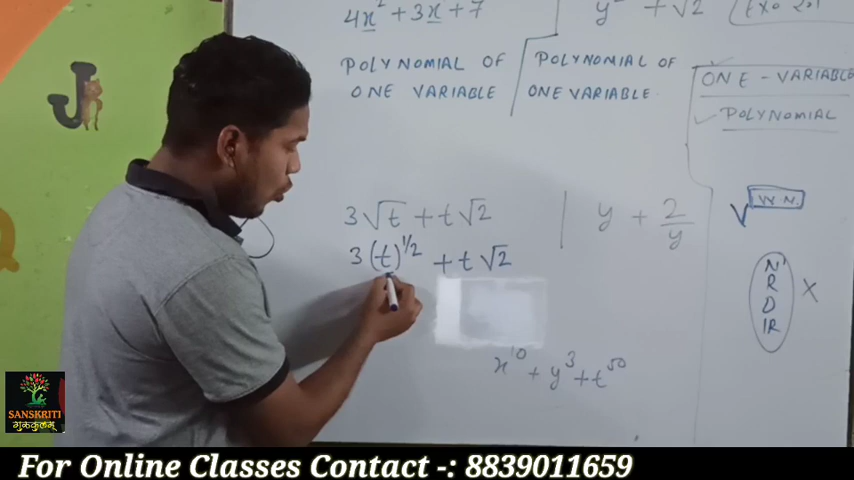 4x² + 3x + 7
y² + √2
POLYNOMIAL OF
ONE VARIABLE
POLYNOMIAL OF
ONE VARIABLE.
ONE - VARIABLE
POLYNOMIAL
J
3√t + t√2
y + 2/y
√ W.N.
3(t)^1/2 + t√2
N
R
D
IR
X
x^10 + y^3 + t^50
SANSKRITI
गुरुकुलम्
For Online Classes Contact -: 8839011659